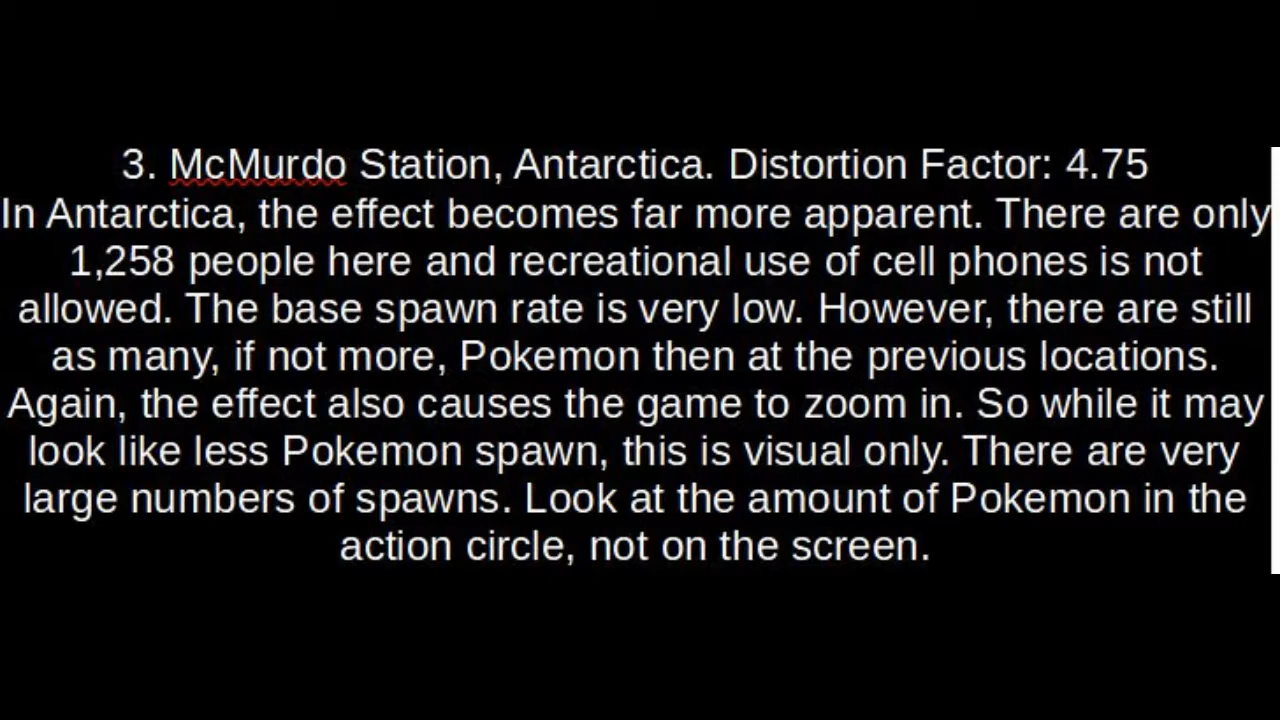 3. McMurdo Station, Antarctica. Distortion Factor: 4.75
In Antarctica, the effect becomes far more apparent. There are only
1,258 people here and recreational use of cell phones is not
allowed. The base spawn rate is very low. However, there are still
as many, if not more, Pokemon then at the previous locations.
Again, the effect also causes the game to zoom in. So while it may
look like less Pokemon spawn, this is visual only. There are very
large numbers of spawns. Look at the amount of Pokemon in the
action circle, not on the screen.